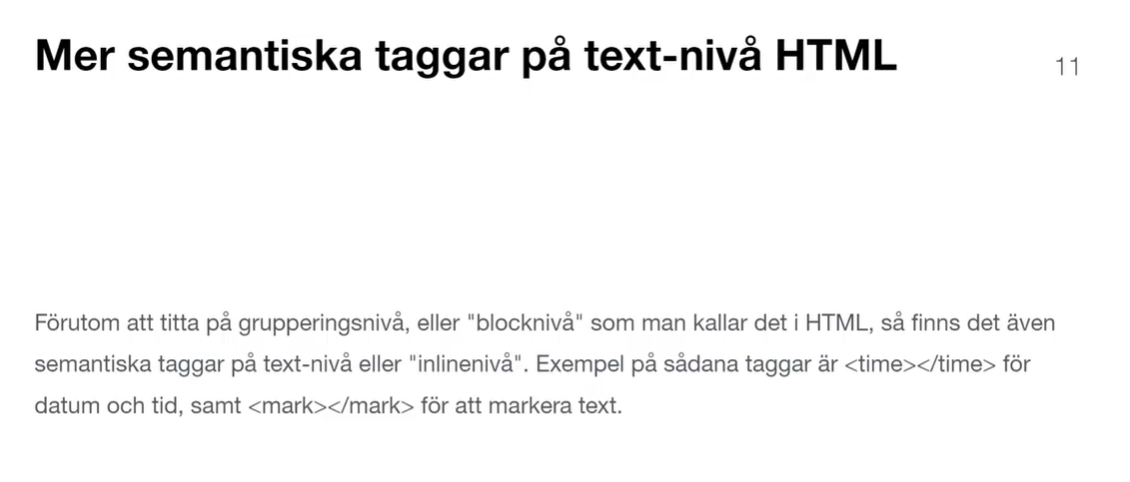 Mer semantiska taggar på text-nivå HTML
11
Förutom att titta på grupperingsnivå, eller "blocknivå" som man kallar det i HTML, så finns det även
semantiska taggar på text-nivå eller "inlinenivå". Exempel på sådana taggar är <time></time> för
datum och tid, samt <mark></mark> för att markera text.